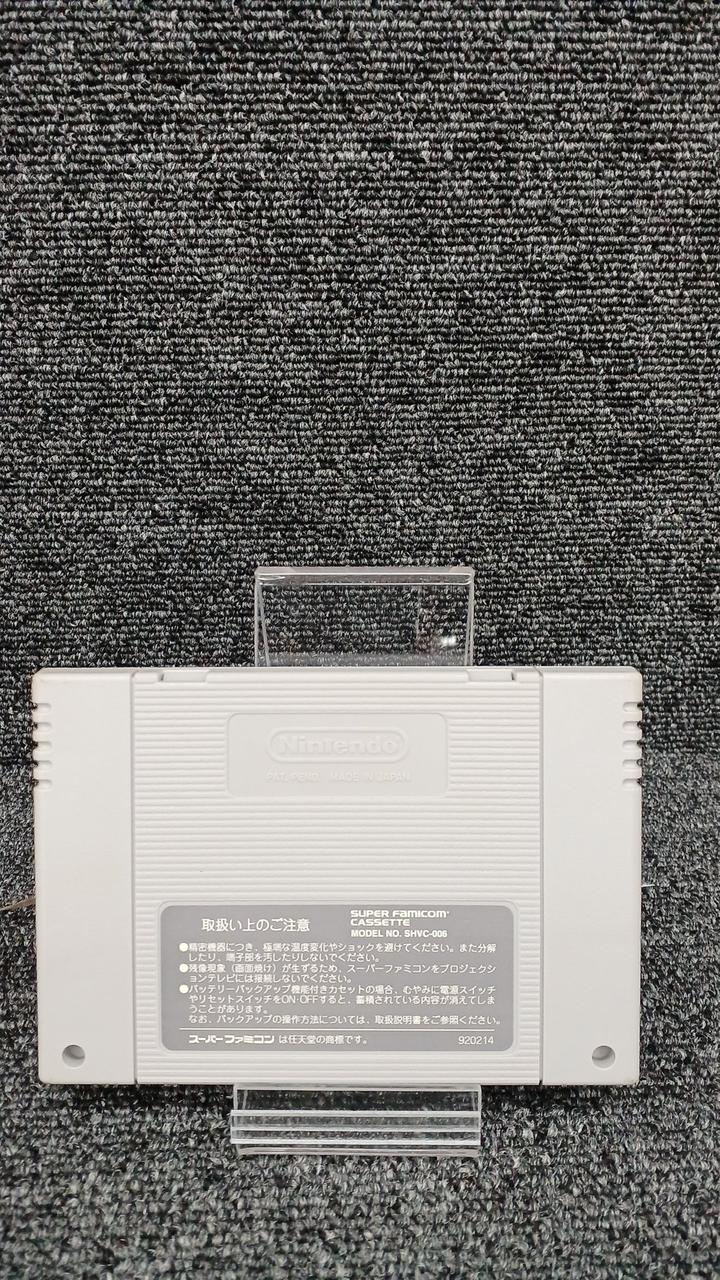 Nintendo
PAT. PEND. MADE IN JAPAN
取扱い上のご注意
SUPER FAMICOM
CASSETTE
MODEL NO. SHVC-006
●精密機器につき、極端な温度変化やショックを避けてください。また分解
したり、端子部を汚したりしないでください。
●残像現象（画面焼け）が生ずるため、スーパーファミコンをプロジェクシ
ョンテレビには接続しないでください。
●バッテリーバックアップ機能付きカセットの場合、むやみに電源スイッチ
やリセットスイッチをON・OFFすると、蓄積されている内容が消えてしま
うことがあります。
なお、バックアップの操作方法については、取扱説明書をご参照ください。
スーパーファミコン は任天堂の商標です。
920214